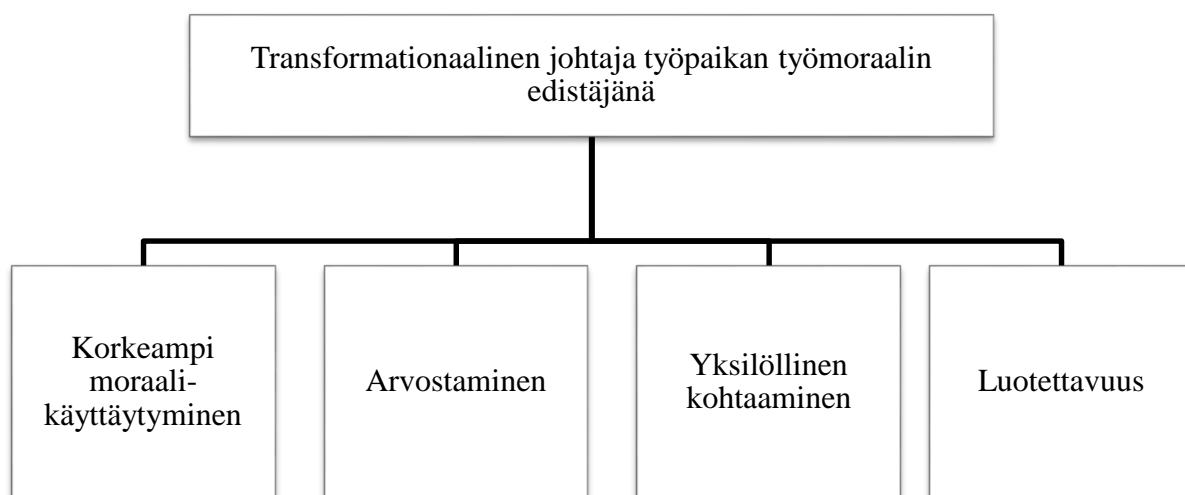 Transformationaalinen johtaja työpaikan työmoraalin
edistäjänä
Korkeampi
moraali-
käyttäytyminen
Arvostaminen
Yksilöllinen
kohtaaminen
Luotettavuus